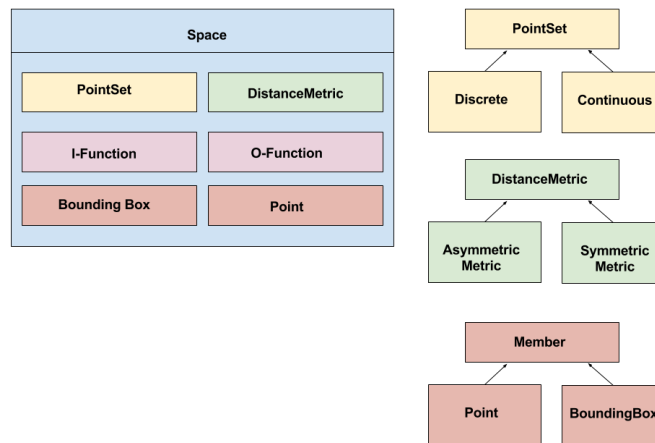 Space
PointSet
DistanceMetric
I-Function
O-Function
Bounding Box
Point
PointSet
Discrete
Continuous
DistanceMetric
Asymmetric
Metric
Symmetric
Metric
Member
Point
BoundingBox